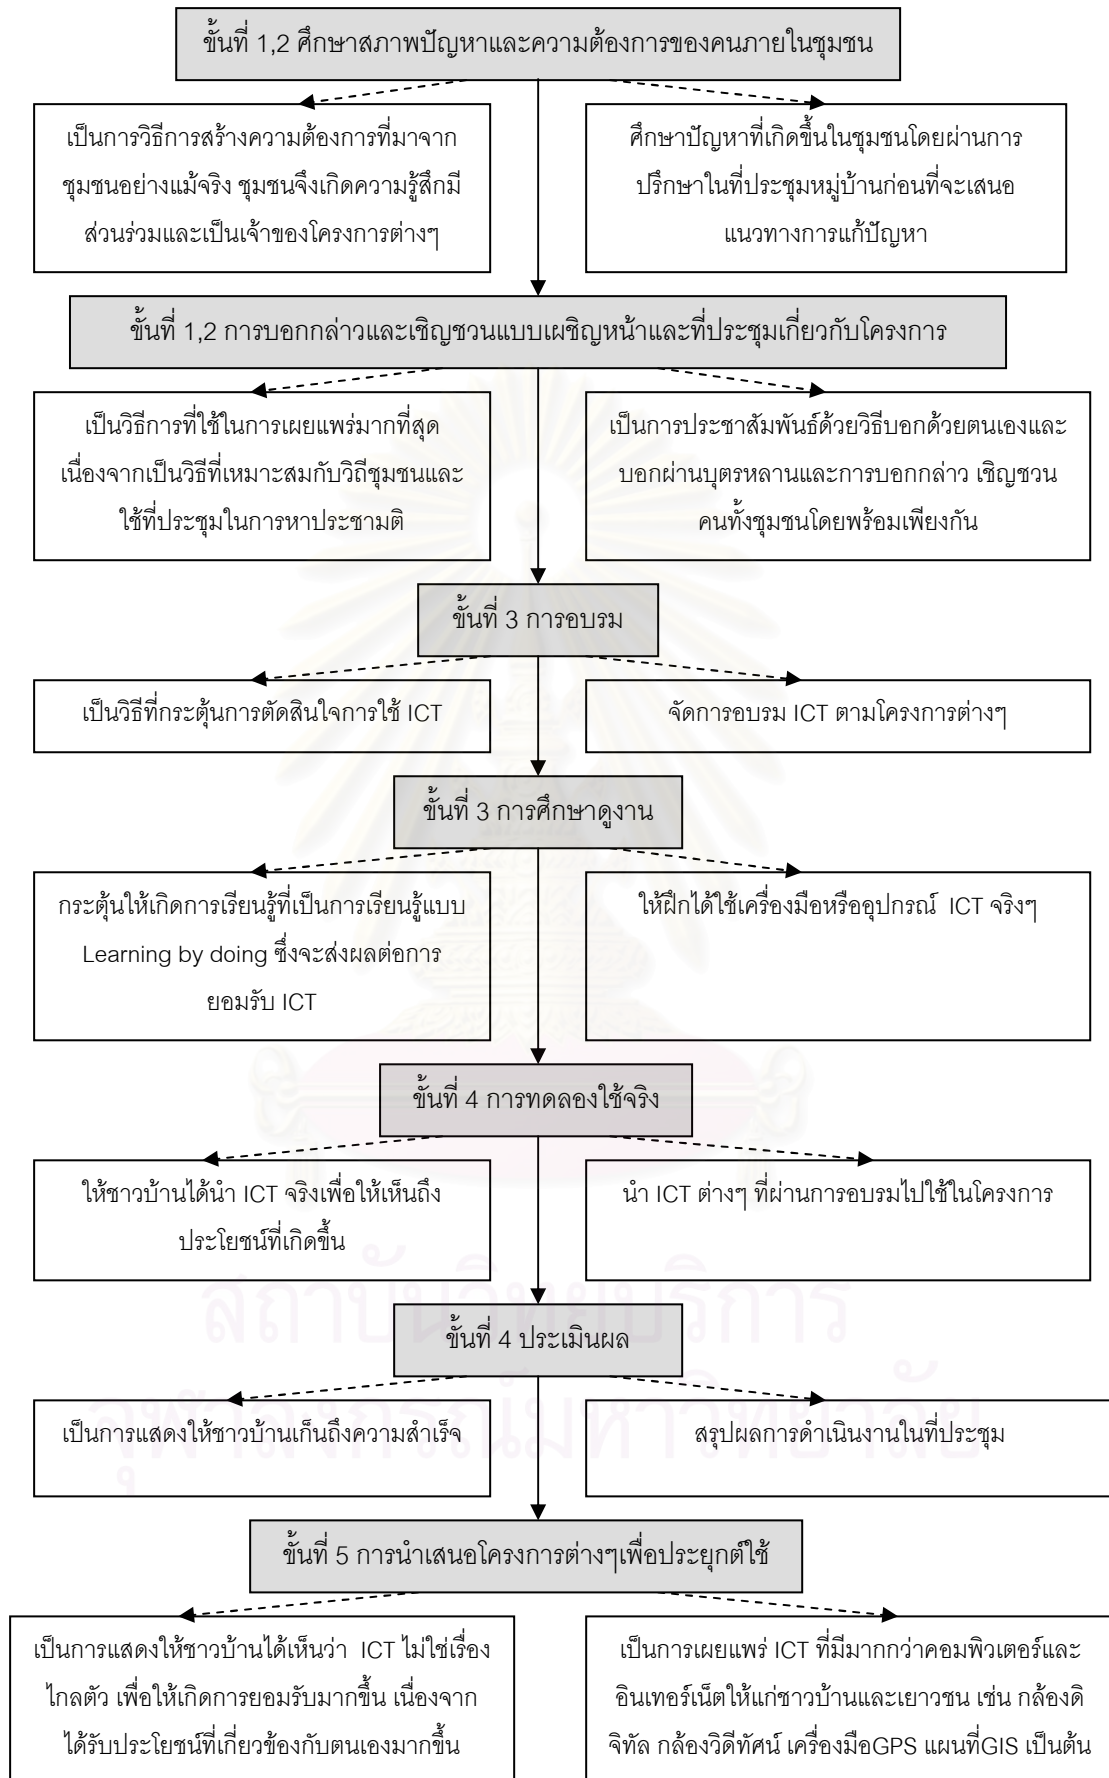 ขั้นที่ 1,2 ศึกษาสภาพปัญหาและความต้องการของคนภายในชุมชน
เป็นการวิธีการสร้างความต้องการที่มาจาก
ชุมชนอย่างแม้จริง ชุมชนจึงเกิดความรู้สึกมี
ส่วนร่วมและเป็นเจ้าของโครงการต่างๆ
ศึกษาปัญหาที่เกิดขึ้นในชุมชนโดยผ่านการ
ปรึกษาในที่ประชุมหมู่บ้านก่อนที่จะเสนอ
แนวทางการแก้ปัญหา
ขั้นที่ 1,2 การบอกกล่าวและเชิญชวนแบบเผชิญหน้าและที่ประชุมเกี่ยวกับโครงการ
เป็นวิธีการที่ใช้ในการเผยแพร่มากที่สุด
เนื่องจากเป็นวิธีที่เหมาะสมกับวิถีชุมชนและ
ใช้ที่ประชุมในการหาประชามติ
เป็นการประชาสัมพันธ์ด้วยวิธีบอกด้วยตนเองและ
บอกผ่านบุตรหลานและการบอกกล่าว เชิญชวน
คนทั้งชุมชนโดยพร้อมเพียงกัน
ขั้นที่ 3 การอบรม
เป็นวิธีที่กระตุ้นการตัดสินใจการใช้ ICT
จัดการอบรม ICT ตามโครงการต่างๆ
ขั้นที่ 3 การศึกษาดูงาน
กระตุ้นให้เกิดการเรียนรู้ที่เป็นการเรียนรู้แบบ
Learning by doing ซึ่งจะส่งผลต่อการ
ยอมรับ ICT
ให้ฝึกได้ใช้เครื่องมือหรืออุปกรณ์ ICT จริงๆ
ขั้นที่ 4 การทดลองใช้จริง
ให้ชาวบ้านได้นำ ICT จริงเพื่อให้เห็นถึง
ประโยชน์ที่เกิดขึ้น
นำ ICT ต่างๆ ที่ผ่านการอบรมไปใช้ในโครงการ
สถาบันวิทยบริการ
ขั้นที่ 4 ประเมินผล
จุฬาลงกรณ์มหาวิทยาลัย
เป็นการแสดงให้ชาวบ้านเก็นถึงความสำเร็จ
สรุปผลการดำเนินงานในที่ประชุม
ขั้นที่ 5 การนำเสนอโครงการต่างๆเพื่อประยุกต์ใช้
เป็นการแสดงให้ชาวบ้านได้เห็นว่า ICT ไม่ใช่เรื่อง
ไกลตัว เพื่อให้เกิดการยอมรับมากขึ้น เนื่องจาก
ได้รับประโยชน์ที่เกี่ยวข้องกับตนเองมากขึ้น
เป็นการเผยแพร่ ICT ที่มีมากกว่าคอมพิวเตอร์และ
อินเทอร์เน็ตให้แก่ชาวบ้านและเยาวชน เช่น กล้องดิ
จิทัล กล้องวิดีทัศน์ เครื่องมือGPS แผนที่GIS เป็นต้น